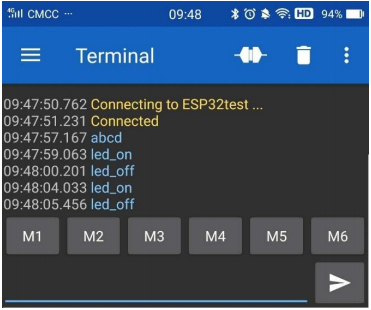 4G CMCC ... 09:48 HD 94%
Terminal
09:47:50.762 Connecting to ESP32test ...
09:47:51.231 Connected
09:47:57.167 abcd
09:47:59.063 led_on
09:48:00.201 led_off
09:48:04.033 led_on
09:48:05.456 led_off
M1 M2 M3 M4 M5 M6